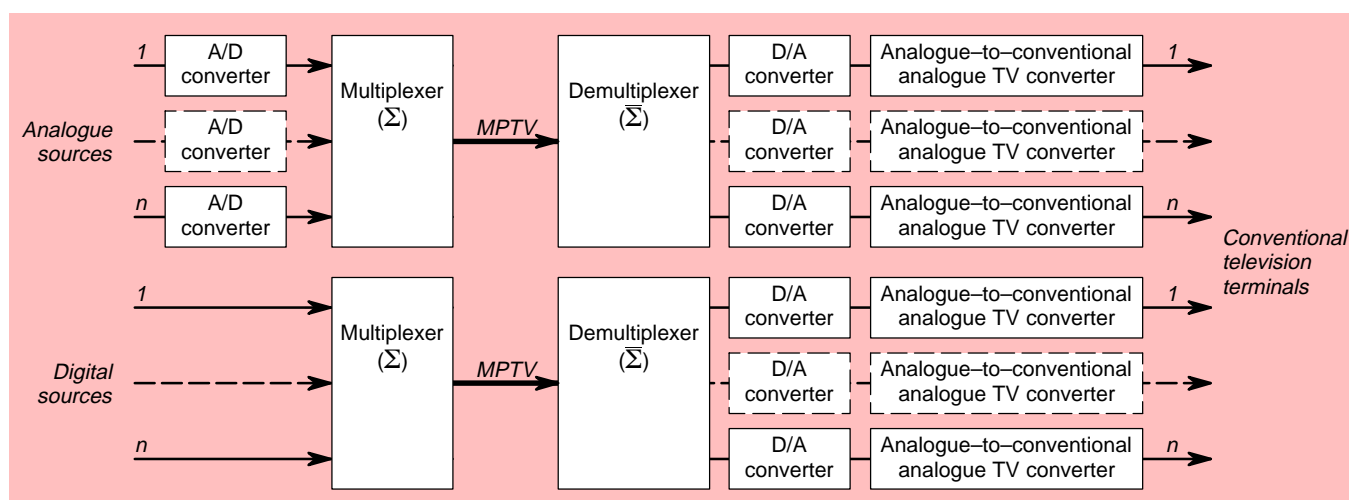 1
A/D
converter
Analogue
sources
A/D
converter
n
A/D
converter
Multiplexer
(Σ)
MPTV
Demultiplexer
(Σ̅)
D/A
converter
Analogue–to–conventional
analogue TV converter
1
D/A
converter
Analogue–to–conventional
analogue TV converter
D/A
converter
Analogue–to–conventional
analogue TV converter
n
Conventional
television
terminals
1
Digital
sources
n
Multiplexer
(Σ)
MPTV
Demultiplexer
(Σ̅)
D/A
converter
Analogue–to–conventional
analogue TV converter
1
D/A
converter
Analogue–to–conventional
analogue TV converter
D/A
converter
Analogue–to–conventional
analogue TV converter
n